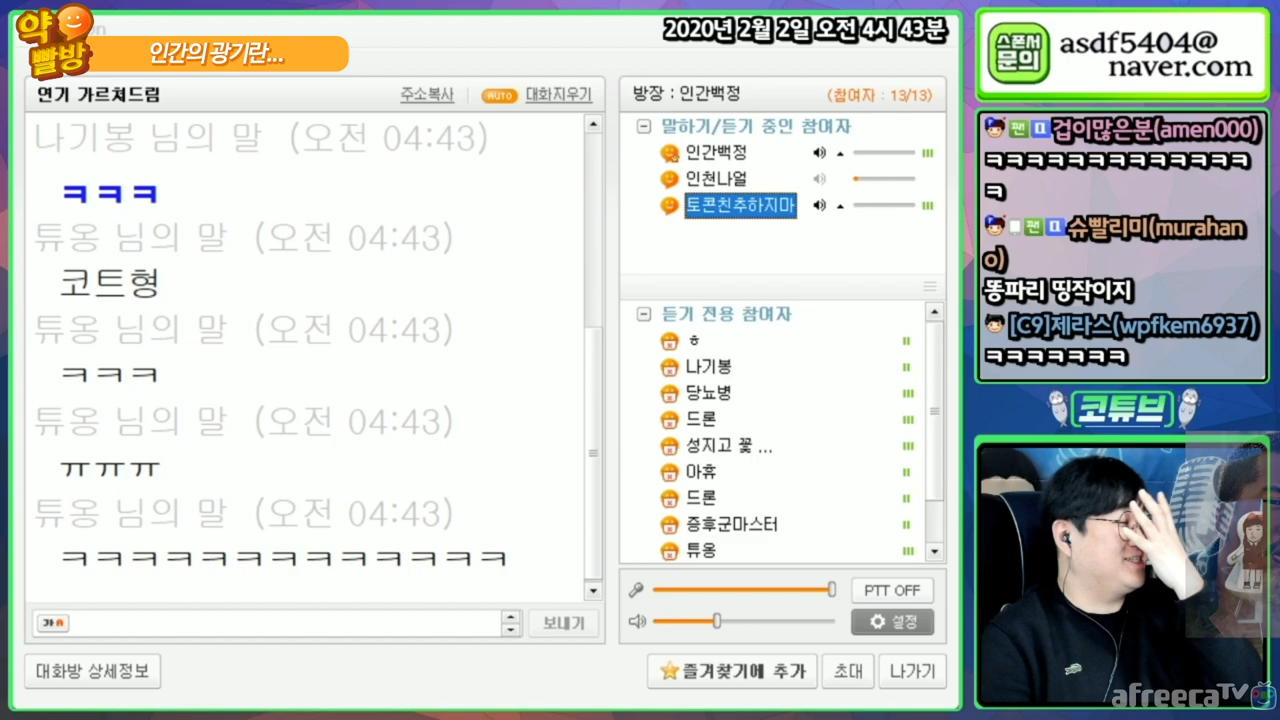 약빨방
인간의 광기란...
2020년 2월 2일 오전 4시 43분
연기 가르쳐드림
주소복사
AUTO
대화지우기
나기봉 님의 말 (오전 04:43)
ㅋㅋㅋ
튜옹 님의 말 (오전 04:43)
코트형
튜옹 님의 말 (오전 04:43)
ㅋㅋㅋ
튜옹 님의 말 (오전 04:43)
ㅠㅠㅠ
튜옹 님의 말 (오전 04:43)
ㅋㅋㅋㅋㅋㅋㅋㅋㅋㅋㅋㅋㅋ
가가
보내기
대화방 상세정보
방장 : 인간백정
(참여자 : 13/13)
말하기/듣기 중인 참여자
인간백정
인천나얼
토콘친추하지마
듣기 전용 참여자
ㅎ
나기봉
당뇨병
드론
성지고 꽃 ...
아휴
드론
증후군마스터
튜옹
PTT OFF
설정
즐겨찾기에 추가
초대
나가기
스폰서
문의
asdf5404@
naver.com
팬
겁이많은분(amen000)
ㅋㅋㅋㅋㅋㅋㅋㅋㅋㅋㅋㅋㅋ
ㅋ
팬
슈빨리미(murahan
o)
똥파리 띵작이지
[C9]제라스(wpfkem6937)
ㅋㅋㅋㅋㅋㅋㅋ
코튜브
afreecaTV